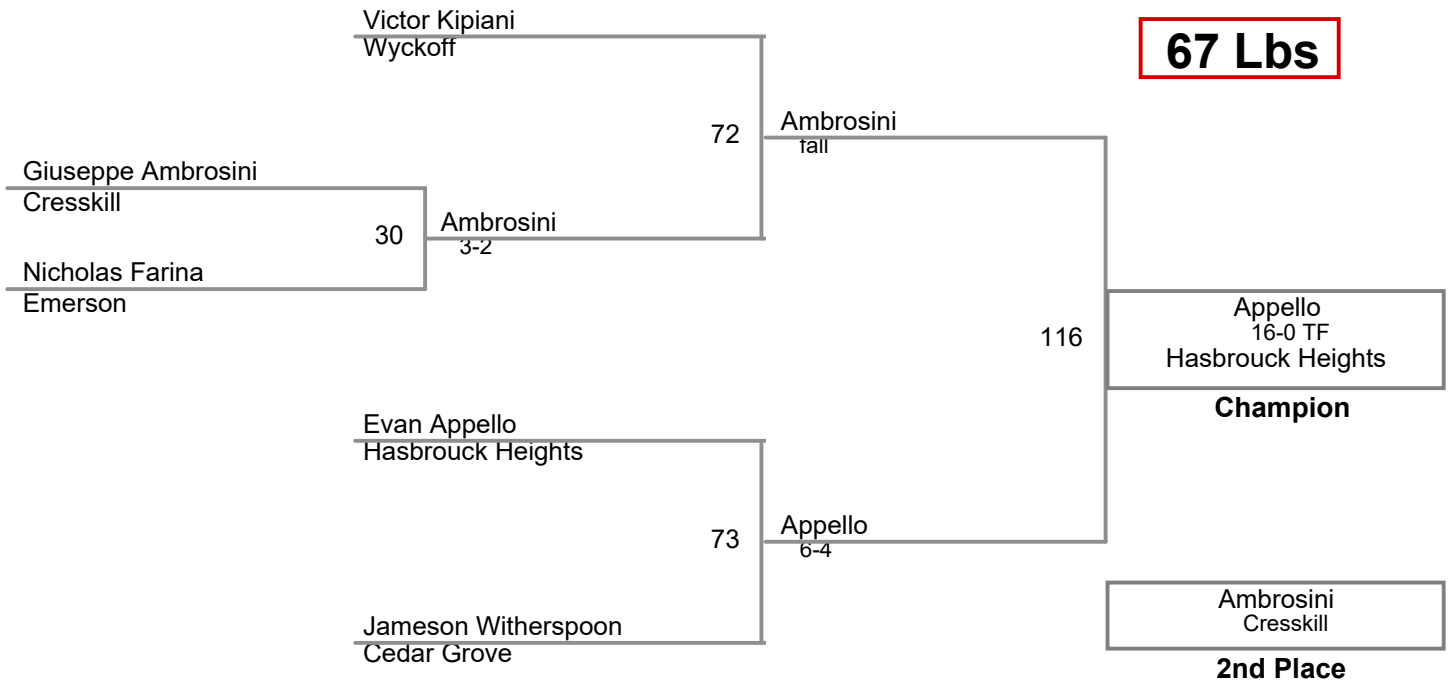 Victor Kipiani
Wyckoff
67 Lbs
72
Ambrosini
fall
Giuseppe Ambrosini
Cresskill
30
Ambrosini
3-2
Nicholas Farina
Emerson
116
Appello
16-0 TF
Hasbrouck Heights
Champion
Evan Appello
Hasbrouck Heights
73
Appello
6-4
Jameson Witherspoon
Cedar Grove
Ambrosini
Cresskill
2nd Place